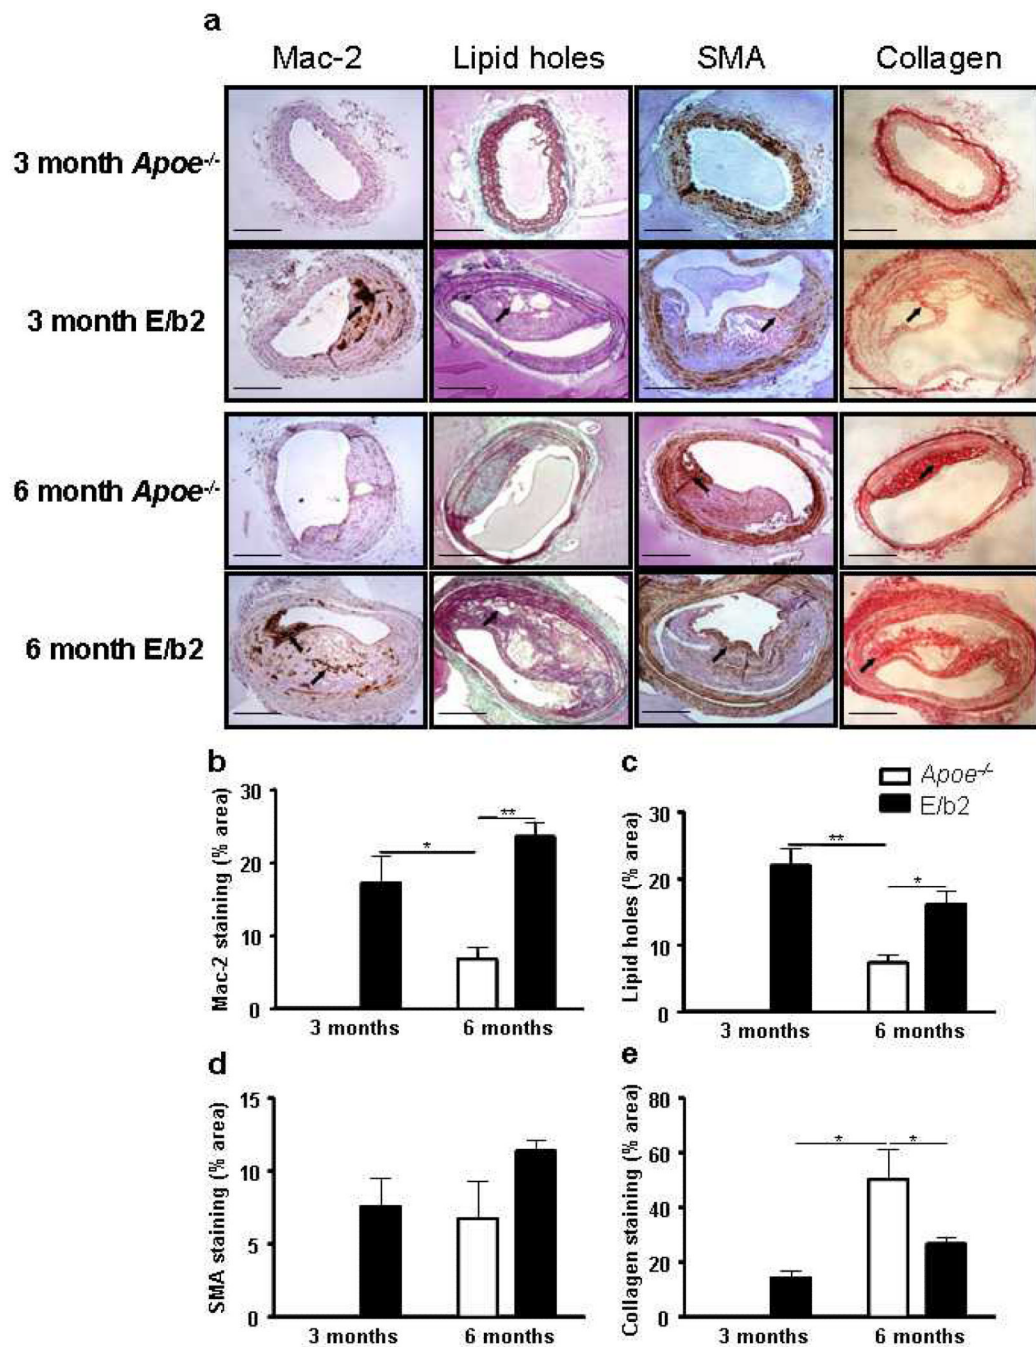 a
Mac-2 Lipid holes SMA Collagen
3 month Apoe-/-
3 month E/b2
6 month Apoe-/-
6 month E/b2
b
Mac-2 staining (% area)
30
20
10
0
*
**
3 months 6 months
c
Apoe-/-
E/b2
Lipid holes (% area)
30
20
10
0
**
*
3 months 6 months
d
SMA staining (% area)
15
10
5
0
3 months 6 months
e
Collagen staining (% area)
80
60
40
20
0
*
*
3 months 6 months